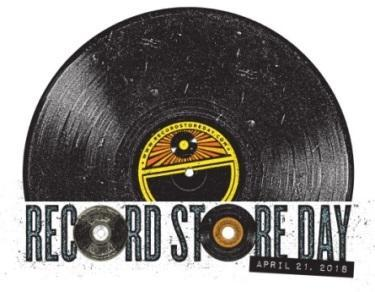 WWW.RECORDSTOREDAY.COM
RECORD STORE DAY
APRIL 21, 2018